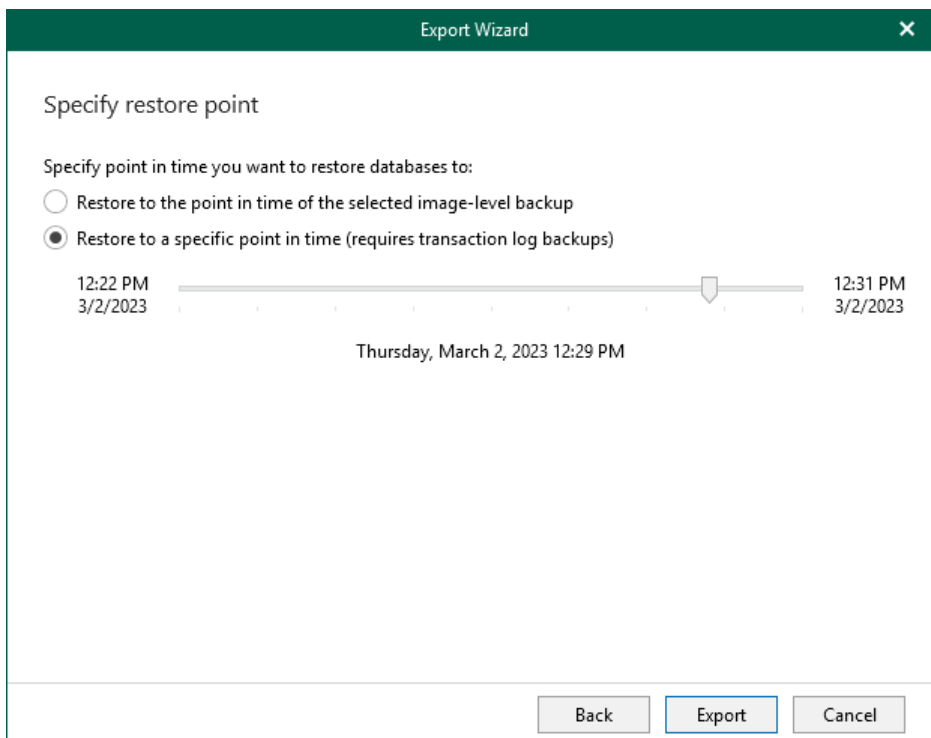 Export Wizard
Specify restore point
Specify point in time you want to restore databases to:
Restore to the point in time of the selected image-level backup
Restore to a specific point in time (requires transaction log backups)
12:22 PM
3/2/2023
12:31 PM
3/2/2023
Thursday, March 2, 2023 12:29 PM
Back
Export
Cancel